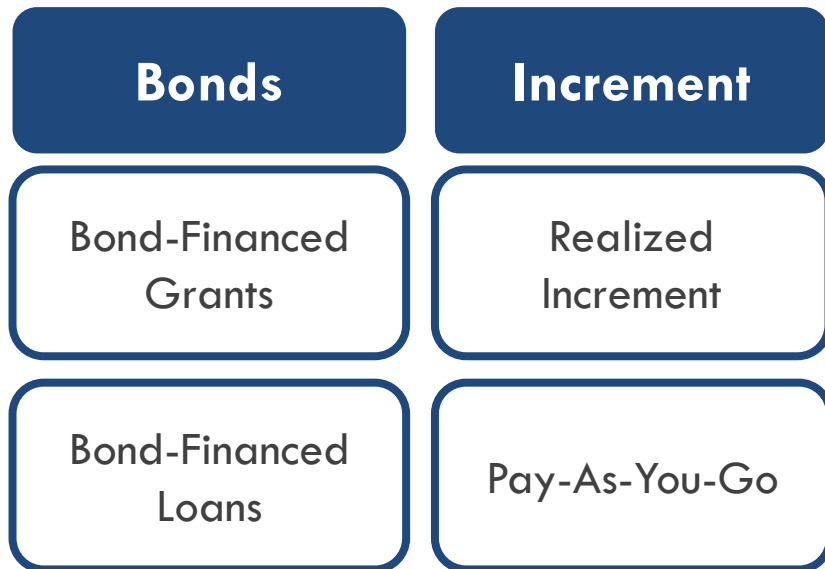 Bonds
Increment
Bond-Financed
Grants
Realized
Increment
Bond-Financed
Loans
Pay-As-You-Go